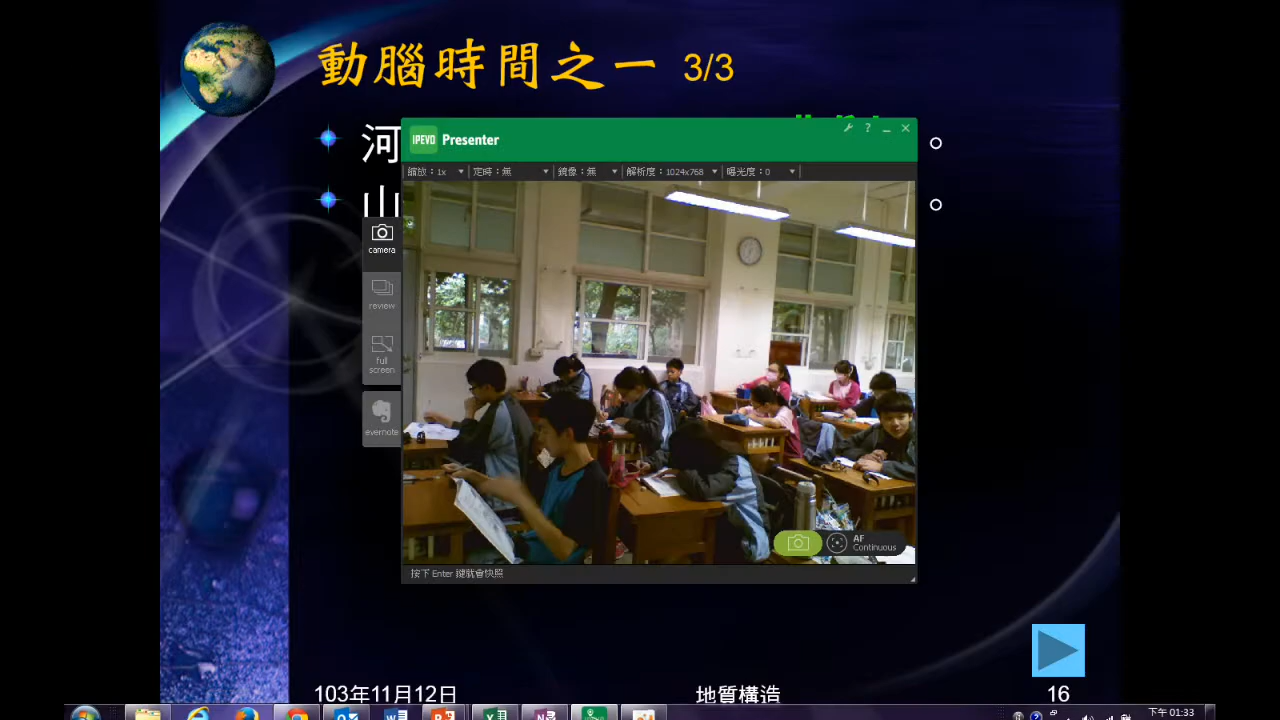 動腦時間之一 3/3
河
山
。
。
IPEVO Presenter
?
縮放：1x 定時：無 鏡像：無 解析度：1024x768 曝光度：0
camera
review
full
screen
evernote
AF
Continuous
按下 Enter 鍵就會快照
103年11月12日 地質構造 16
下午 01:33